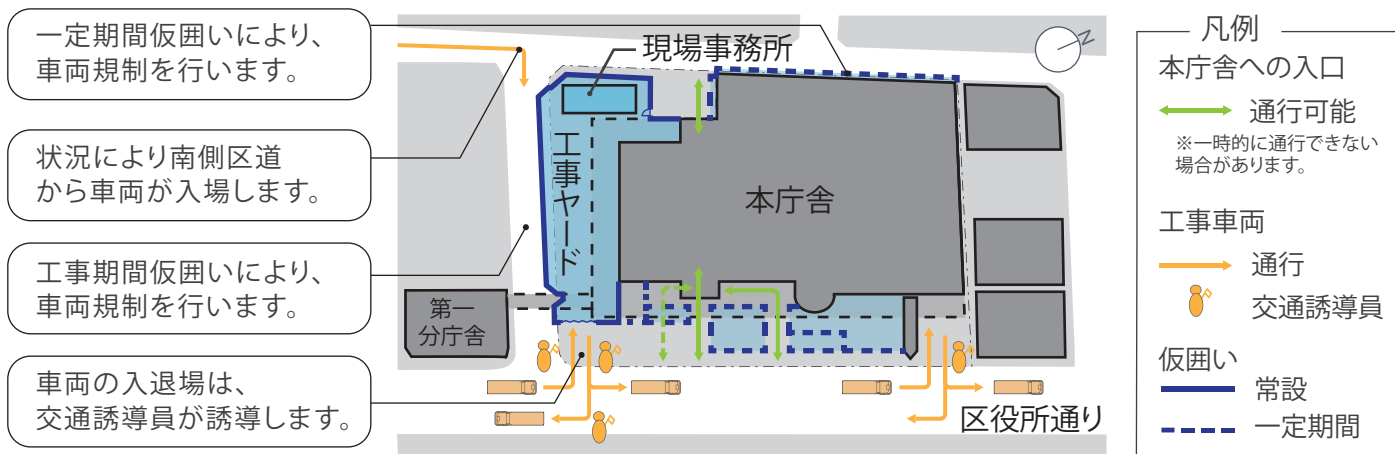 一定期間仮囲いにより、
車両規制を行います。
状況により南側区道
から車両が入場します。
工事期間仮囲いにより、
車両規制を行います。
車両の入退場は、
交通誘導員が誘導します。
現場事務所
N
工事ヤード
本庁舎
第一
分庁舎
区役所通り
凡例
本庁舎への入口
通行可能
※一時的に通行できない
場合があります。
工事車両
通行
交通誘導員
仮囲い
常設
一定期間